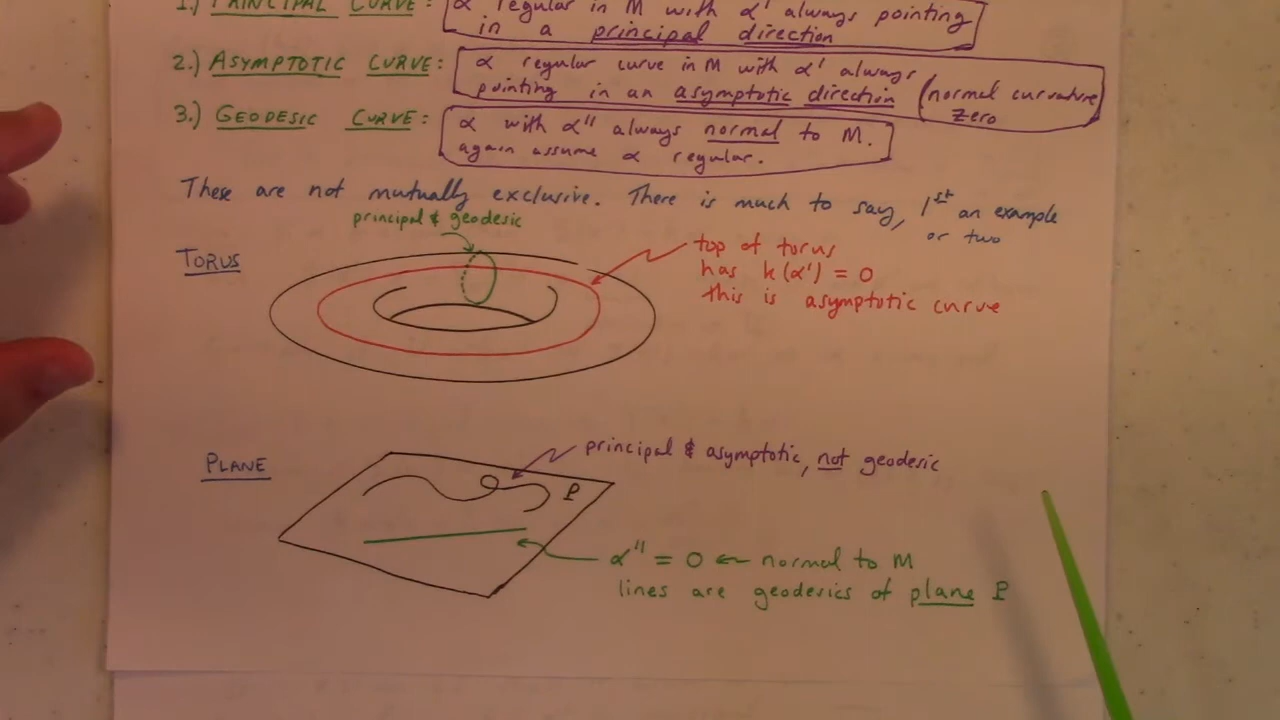 1.) PRINCIPAL CURVE: α regular in M with α' always pointing
in a principal direction
2.) ASYMPTOTIC CURVE: α regular curve in M with α' always
pointing in an asymptotic direction (normal curvature
zero)
3.) GEODESIC CURVE: α with α'' always normal to M.
again assume α regular.
These are not mutually exclusive. There is much to say, 1st an example
or two
principal & geodesic
TORUS
top of torus
has k(α') = 0
this is asymptotic curve
PLANE
principal & asymptotic, not geodesic
P
α'' = 0 ← normal to M
lines are geodesics of plane P